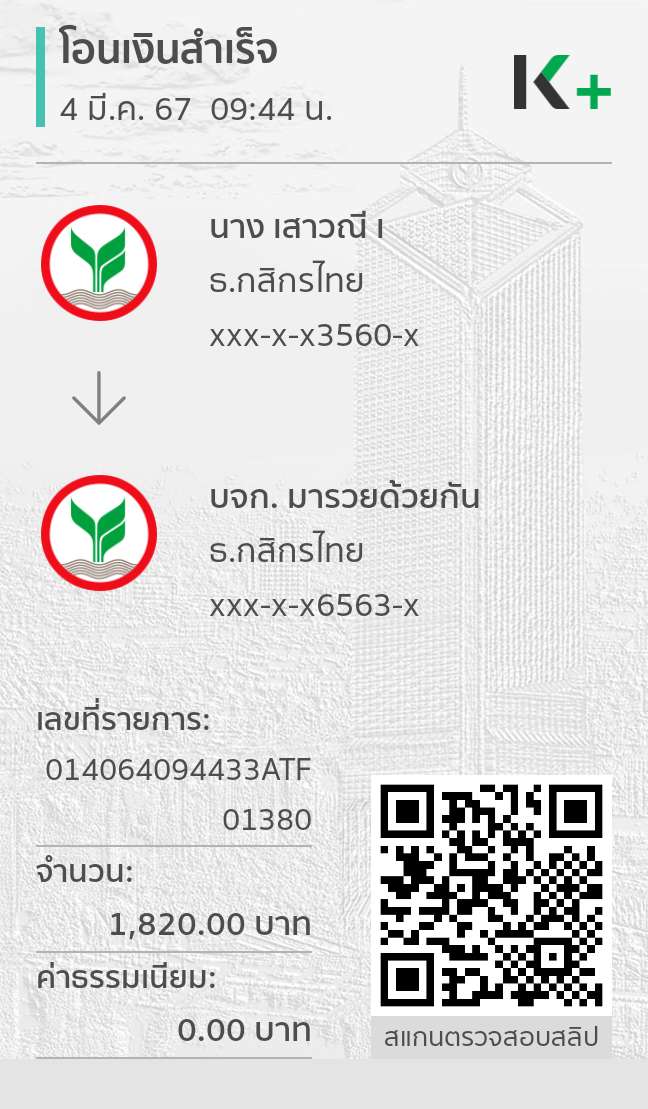 โอนเงินสำเร็จ
4 มี.ค. 67 09:44 น.
K+
นาง เสาวณี เ
ธ.กสิกรไทย
xxx-x-x3560-x
บจก. มารวยด้วยกัน
ธ.กสิกรไทย
xxx-x-x6563-x
เลขที่รายการ:
014064094433ATF
01380
จำนวน:
1,820.00 บาท
ค่าธรรมเนียม:
0.00 บาท
สแกนตรวจสอบสลิป